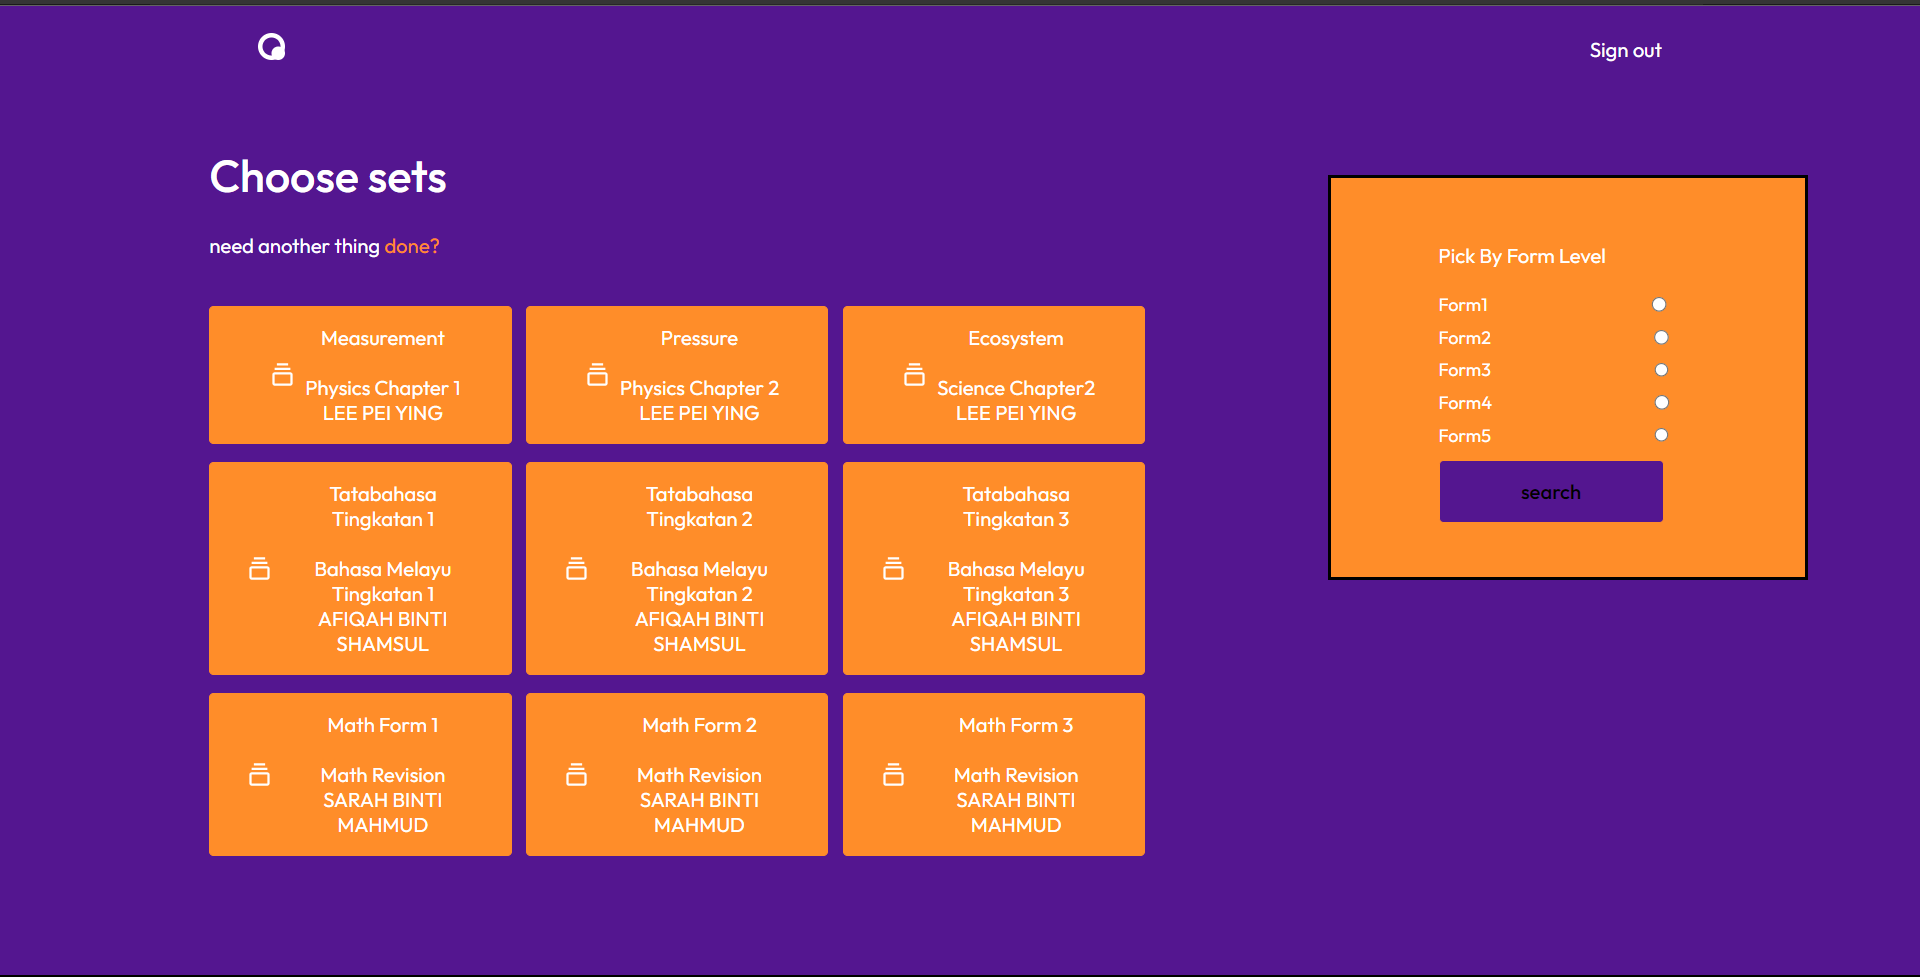 Sign out
Choose sets
need another thing done?
Measurement
Physics Chapter 1
LEE PEI YING
Pressure
Physics Chapter 2
LEE PEI YING
Ecosystem
Science Chapter2
LEE PEI YING
Tatabahasa
Tingkatan 1
Bahasa Melayu
Tingkatan 1
AFIQAH BINTI
SHAMSUL
Tatabahasa
Tingkatan 2
Bahasa Melayu
Tingkatan 2
AFIQAH BINTI
SHAMSUL
Tatabahasa
Tingkatan 3
Bahasa Melayu
Tingkatan 3
AFIQAH BINTI
SHAMSUL
Math Form 1
Math Revision
SARAH BINTI
MAHMUD
Math Form 2
Math Revision
SARAH BINTI
MAHMUD
Math Form 3
Math Revision
SARAH BINTI
MAHMUD
Pick By Form Level
Form1
Form2
Form3
Form4
Form5
search